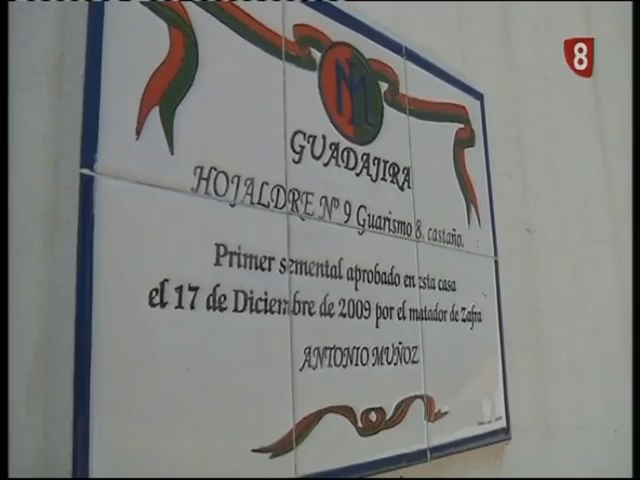 8
GUADAJIRA
HOJALDRE Nº 9 Guarismo 8, castaño.
Primer semental aprobado en esta casa
el 17 de Diciembre de 2009 por el matador de Zafra
ANTONIO MUÑOZ